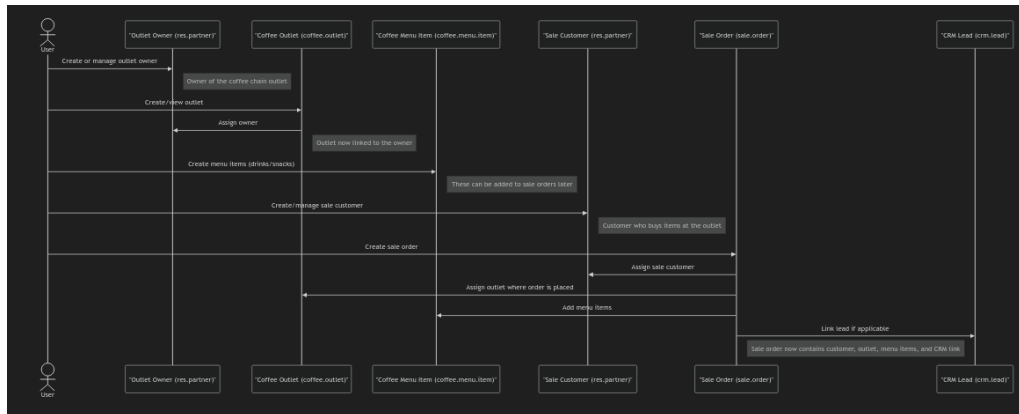 "Outlet Owner (res.partner)" "Coffee Outlet (coffee.outlet)" "Coffee Menu Item (coffee.menu.item)" "Sale Customer (res.partner)" "Sale Order (sale.order)" "CRM Lead (crm.lead)"
User
Create or manage outlet owner
Owner of the coffee chain outlet
Create/view outlet
Assign owner
Outlet now linked to the owner
Create menu items (drinks/snacks)
These can be added to sale orders later
Create/manage sale customer
Customer who buys items at the outlet
Create sale order
Assign sale customer
Assign outlet where order is placed
Add menu items
Link lead if applicable
Sale order now contains customer, outlet, menu items, and CRM link
"Outlet Owner (res.partner)" "Coffee Outlet (coffee.outlet)" "Coffee Menu Item (coffee.menu.item)" "Sale Customer (res.partner)" "Sale Order (sale.order)" "CRM Lead (crm.lead)"
User